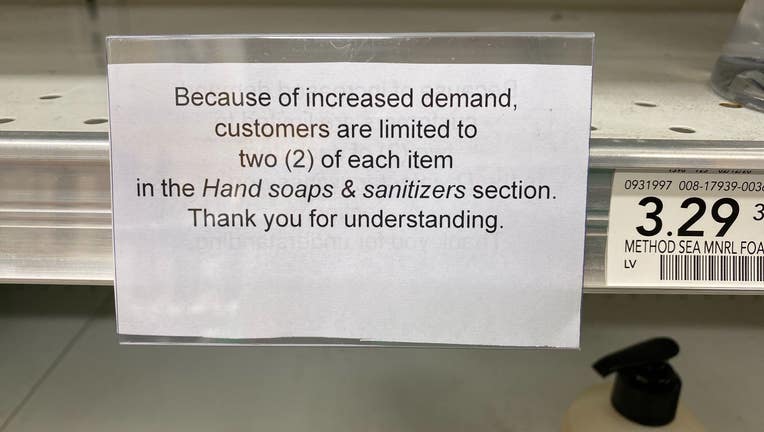 Because of increased demand,
customers are limited to
two (2) of each item
in the Hand soaps & sanitizers section.
Thank you for understanding.
0931997 008-17939-003
3.29 3
METHOD SEA MNRL FOA
LV